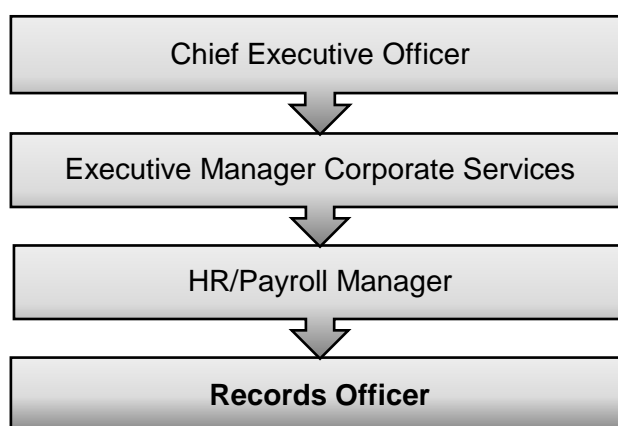 Chief Executive Officer
Executive Manager Corporate Services
HR/Payroll Manager
Records Officer